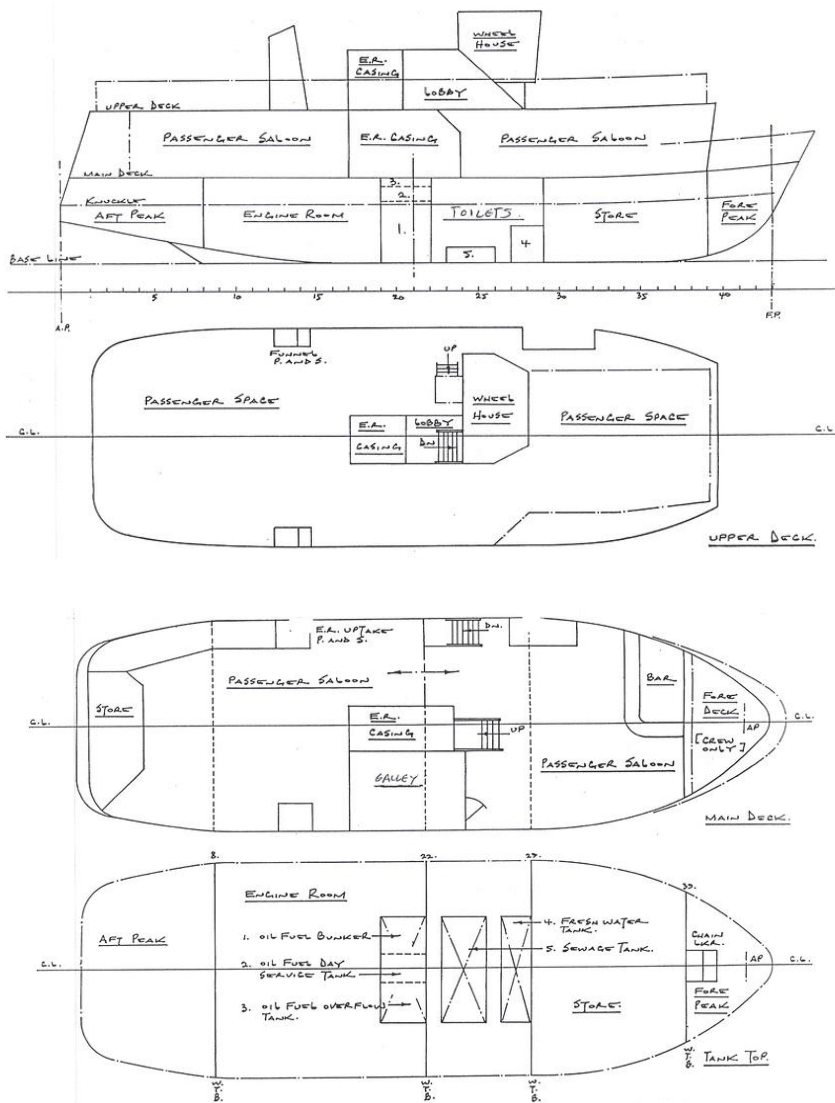 WHEEL
HOUSE
E.R.
CASING
LOBBY
UPPER DECK
PASSENGER SALOON
E.R. CASING
PASSENGER SALOON
MAIN DECK
3.
2.
KNUCKLE
AFT PEAK
ENGINE ROOM
1.
TOILETS.
4
5.
STORE
FORE
PEAK
BASE LINE
5 10 15 20 25 30 35 40
A.P.
F.P.
FUNNEL
P. AND S.
UP
PASSENGER SPACE
WHEEL
HOUSE
PASSENGER SPACE
E.R.
CASING
LOBBY
DN
C.L.
C.L.
UPPER DECK.
E.R. UPTAKE
P. AND S.
DN.
PASSENGER SALOON
BAR
FORE
DECK
[CREW
ONLY]
STORE
C.L.
AP
C.L.
E.R.
CASING
UP
PASSENGER SALOON
GALLEY
MAIN DECK.
8.
22.
29.
39.
ENGINE ROOM
AFT PEAK
1. OIL FUEL BUNKER
2. OIL FUEL DAY
SERVICE TANK
3. OIL FUEL OVERFLOW
TANK.
4. FRESH WATER
TANK.
5. SEWAGE TANK.
CHAIN
LKR.
C.L.
AP
C.L.
STORE.
FORE
PEAK
W.
T.
B.
W.
T.
B.
W.
T.
B.
W.
T.
B.
TANK TOP.